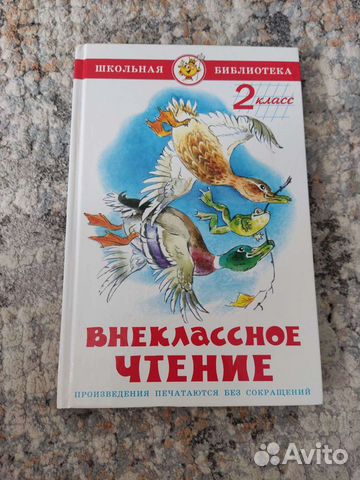 ШКОЛЬНАЯ БИБЛИОТЕКА
2 класс
ВНЕКЛАССНОЕ
ЧТЕНИЕ
ПРОИЗВЕДЕНИЯ ПЕЧАТАЮТСЯ БЕЗ СОКРАЩЕНИЙ
Avito